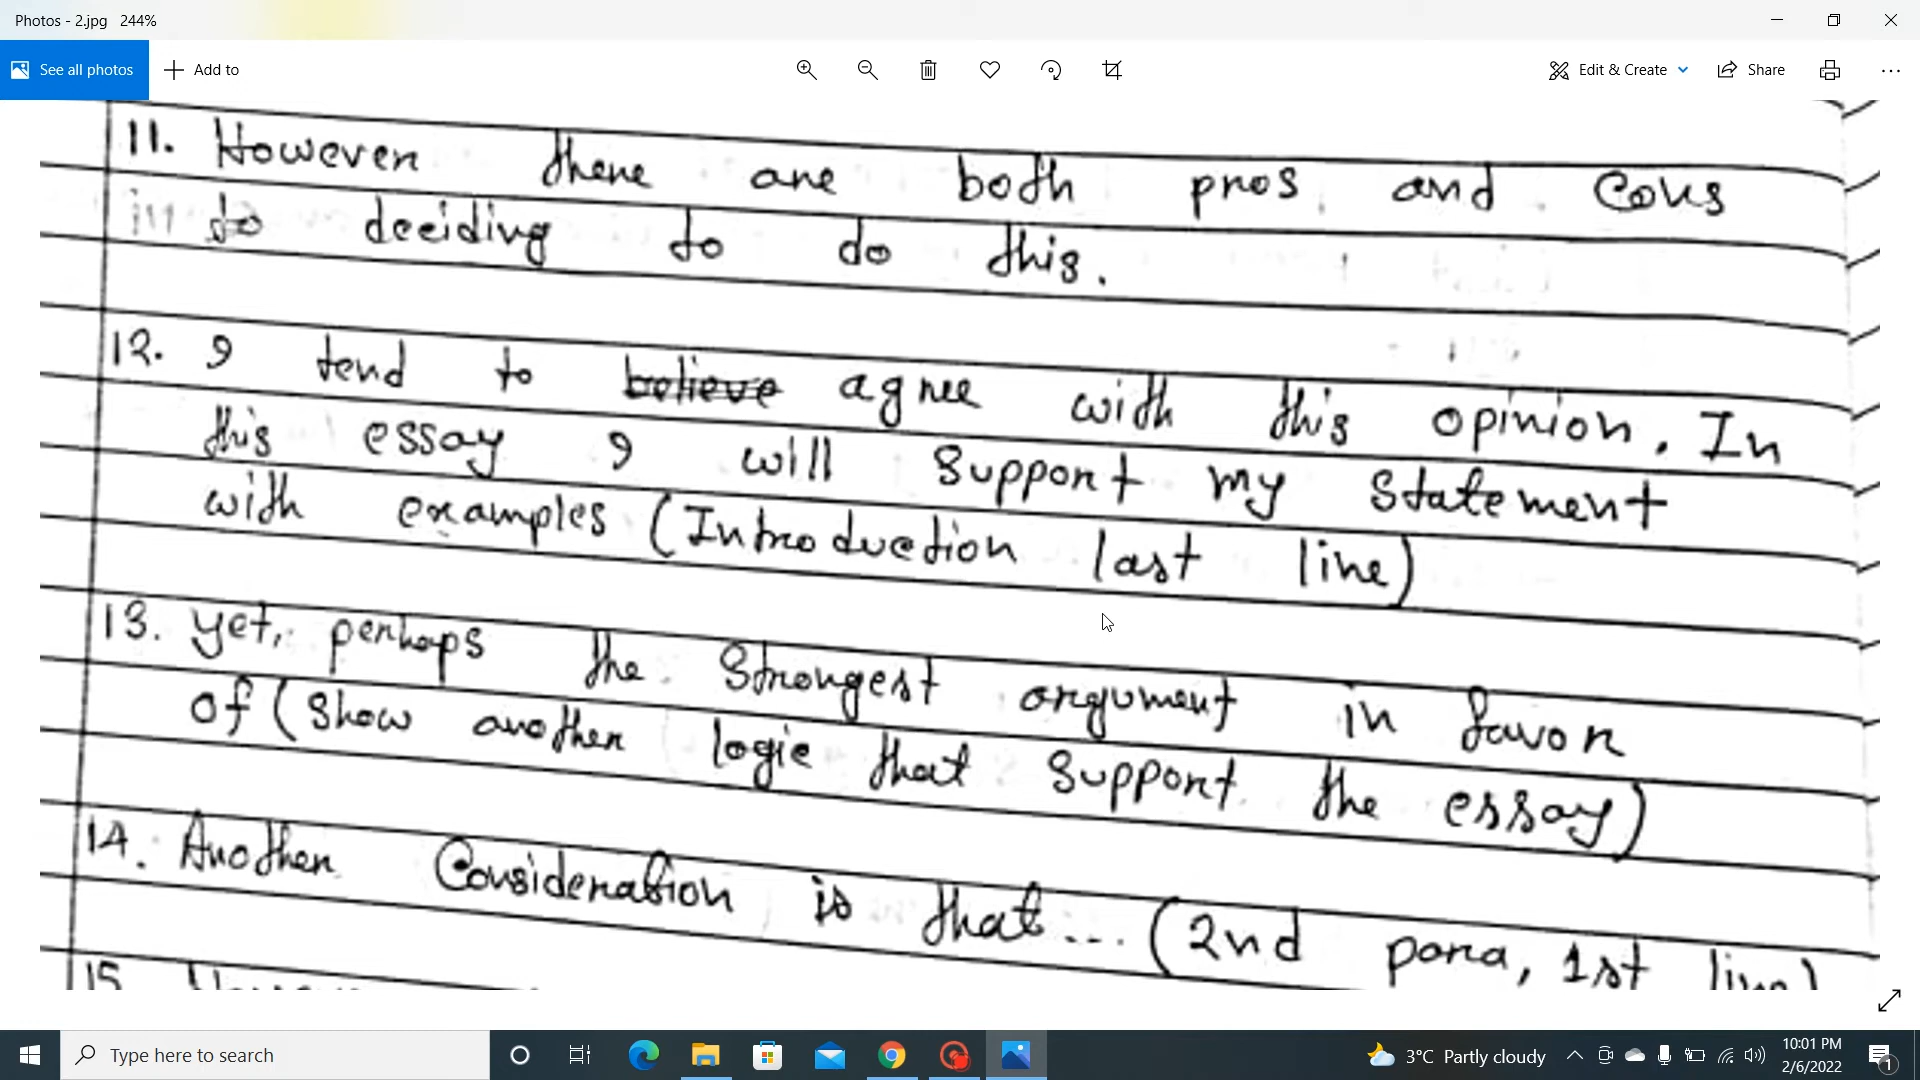 Photos - 2.jpg 244%
See all photos
Add to
Edit & Create
Share
11. However there are both pros and cons
in to deciding to do this.
12. I tend to believe agree with this opinion. In
this essay I will support my statement
with examples (Introduction last line)
13. Yet, perhaps the strongest argument in favor
of (show another logic that support the essay)
14. Another consideration is that... (2nd para, 1st line)
15
Type here to search
3°C Partly cloudy
10:01 PM
2/6/2022
1